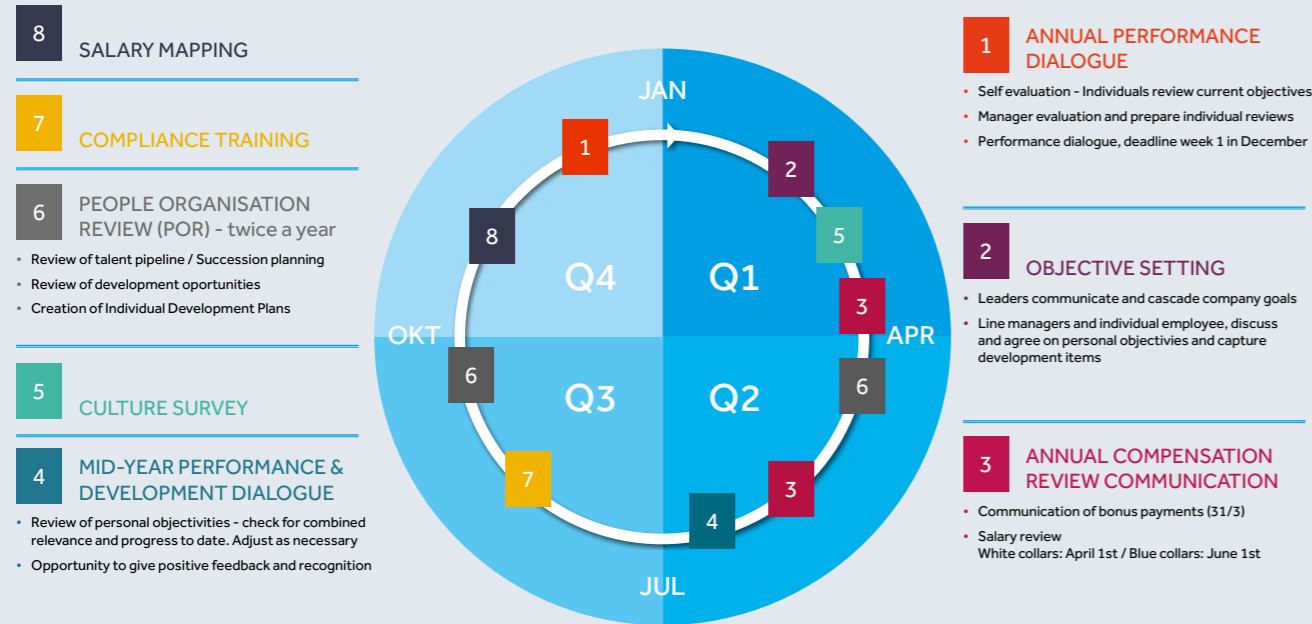 8
SALARY MAPPING
7
COMPLIANCE TRAINING
6
PEOPLE ORGANISATION
REVIEW (POR) - twice a year
• Review of talent pipeline / Succession planning
• Review of development oportunities
• Creation of Individual Development Plans
5
CULTURE SURVEY
4
MID-YEAR PERFORMANCE &
DEVELOPMENT DIALOGUE
• Review of personal objectivities - check for combined
relevance and progress to date. Adjust as necessary
• Opportunity to give positive feedback and recognition
JAN
1
2
8
5
Q4
Q1
3
OKT
APR
6
6
Q3
Q2
7
3
4
JUL
1
ANNUAL PERFORMANCE
DIALOGUE
• Self evaluation - Individuals review current objectives
• Manager evaluation and prepare individual reviews
• Performance dialogue, deadline week 1 in December
2
OBJECTIVE SETTING
• Leaders communicate and cascade company goals
• Line managers and individual employee, discuss
and agree on personal objectivies and capture
development items
3
ANNUAL COMPENSATION
REVIEW COMMUNICATION
• Communication of bonus payments (31/3)
• Salary review
White collars: April 1st / Blue collars: June 1st